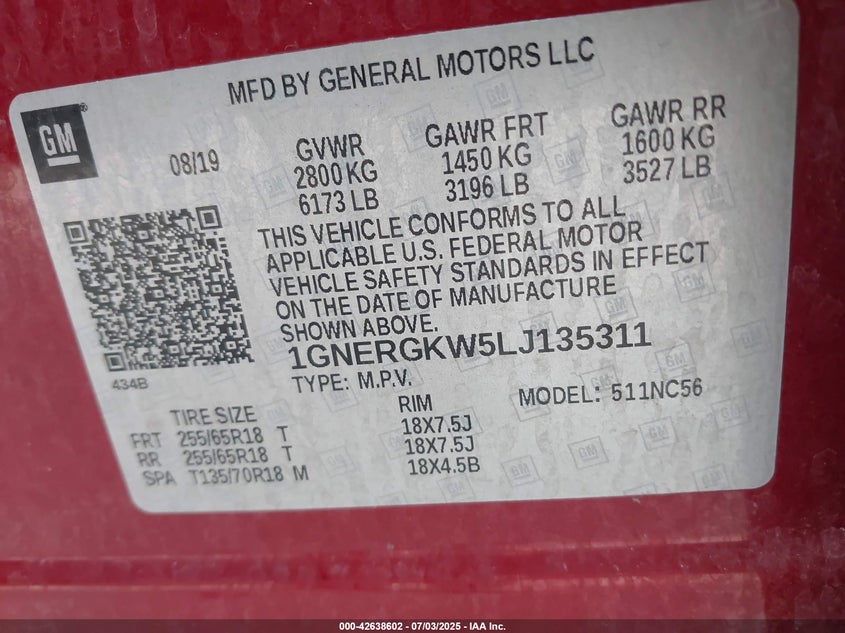 MFD BY GENERAL MOTORS LLC
GM
08/19
GVWR
2800 KG
6173 LB
GAWR FRT
1450 KG
3196 LB
GAWR RR
1600 KG
3527 LB
THIS VEHICLE CONFORMS TO ALL
APPLICABLE U.S. FEDERAL MOTOR
VEHICLE SAFETY STANDARDS IN EFFECT
ON THE DATE OF MANUFACTURE
SHOWN ABOVE.
1GNERGKW5LJ135311
434B
TYPE: M.P.V.
MODEL: 511NC56
TIRE SIZE RIM
FRT 255/65R18 T 18X7.5J
RR 255/65R18 T 18X7.5J
SPA T135/70R18 M 18X4.5B
000-42638602 - 07/03/2025 - IAA Inc.